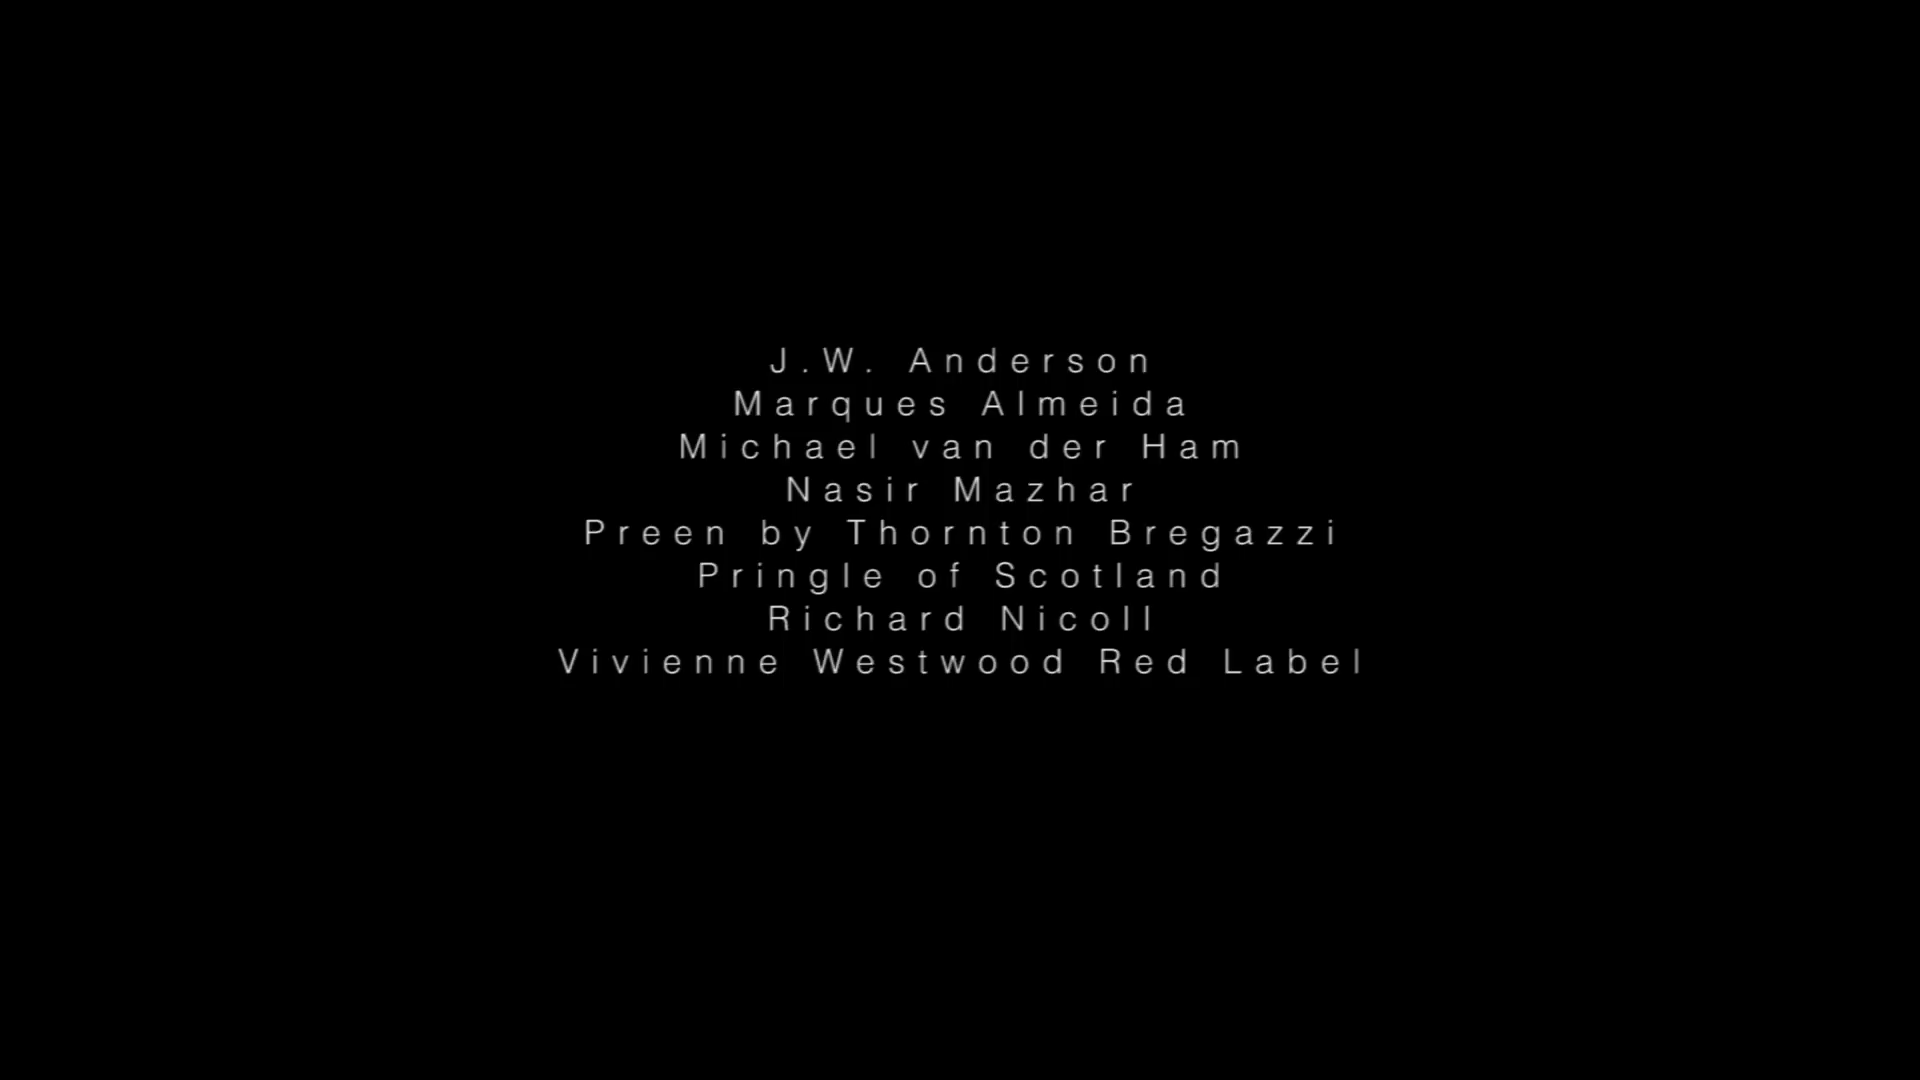 J.W. Anderson
Marques Almeida
Michael van der Ham
Nasir Mazhar
Preen by Thornton Bregazzi
Pringle of Scotland
Richard Nicoll
Vivienne Westwood Red Label